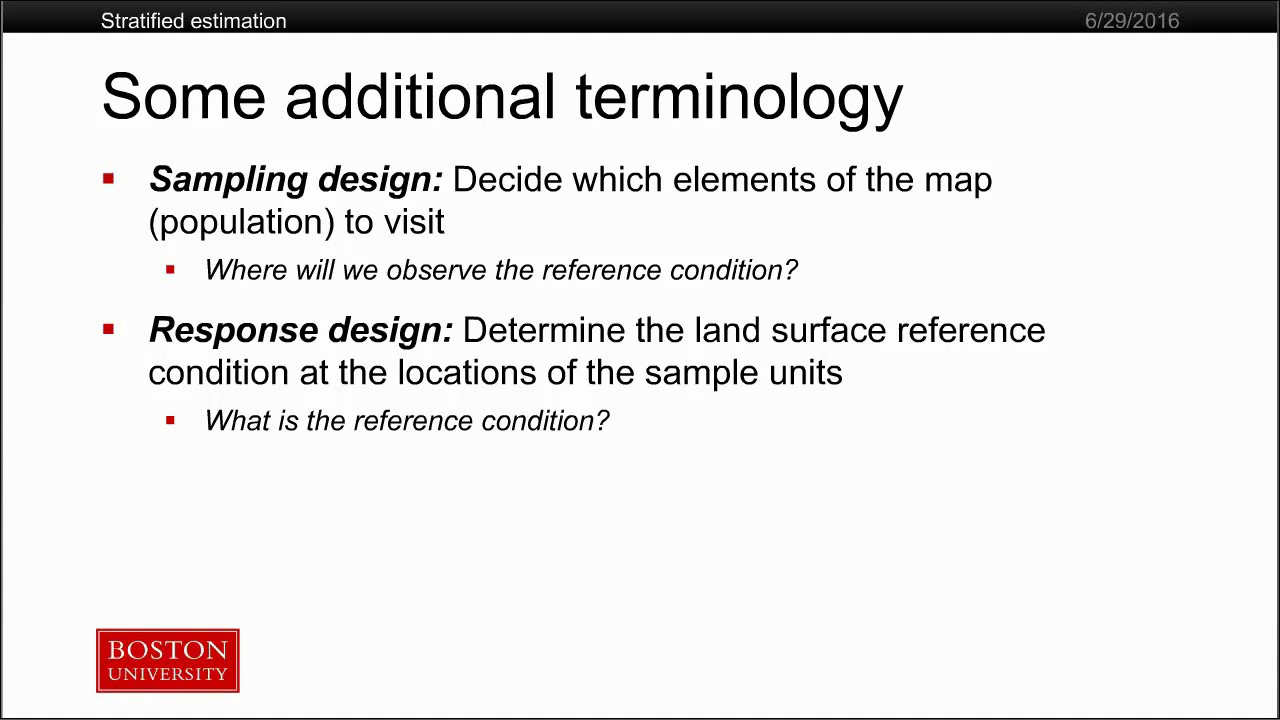 Stratified estimation 6/29/2016
Some additional terminology
Sampling design: Decide which elements of the map
(population) to visit
Where will we observe the reference condition?
Response design: Determine the land surface reference
condition at the locations of the sample units
What is the reference condition?
BOSTON
UNIVERSITY